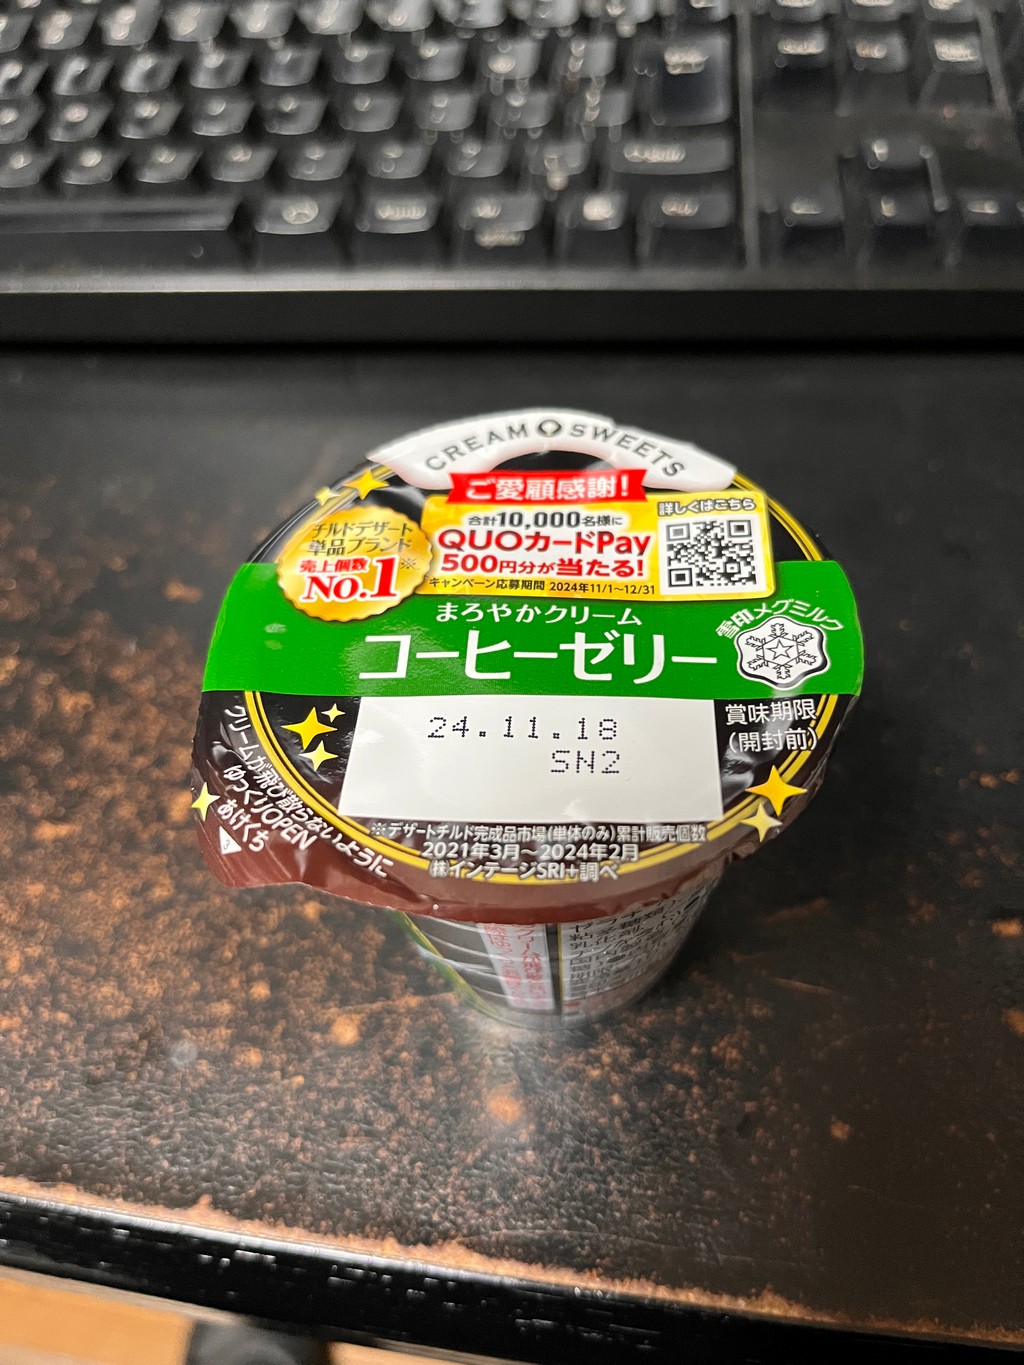 CREAM SWEETS
ご愛顧感謝!
合計10,000名様に
QUOカードPay
500円分が当たる!
キャンペーン応募期間 2024年11/1~12/31
詳しくはこちら
チルドデザート
単品ブランド
売上個数※
No.1
まろやかクリーム
コーヒーゼリー
雪印メグミルク
24.11.18
SN2
賞味期限
(開封前)
クリームが飛び散らないように
ゆっくりOPEN
あけくち
※デザートチルド完成品市場(単体のみ)累計販売個数
2021年3月~2024年2月
(株)インテージSRI+調べ